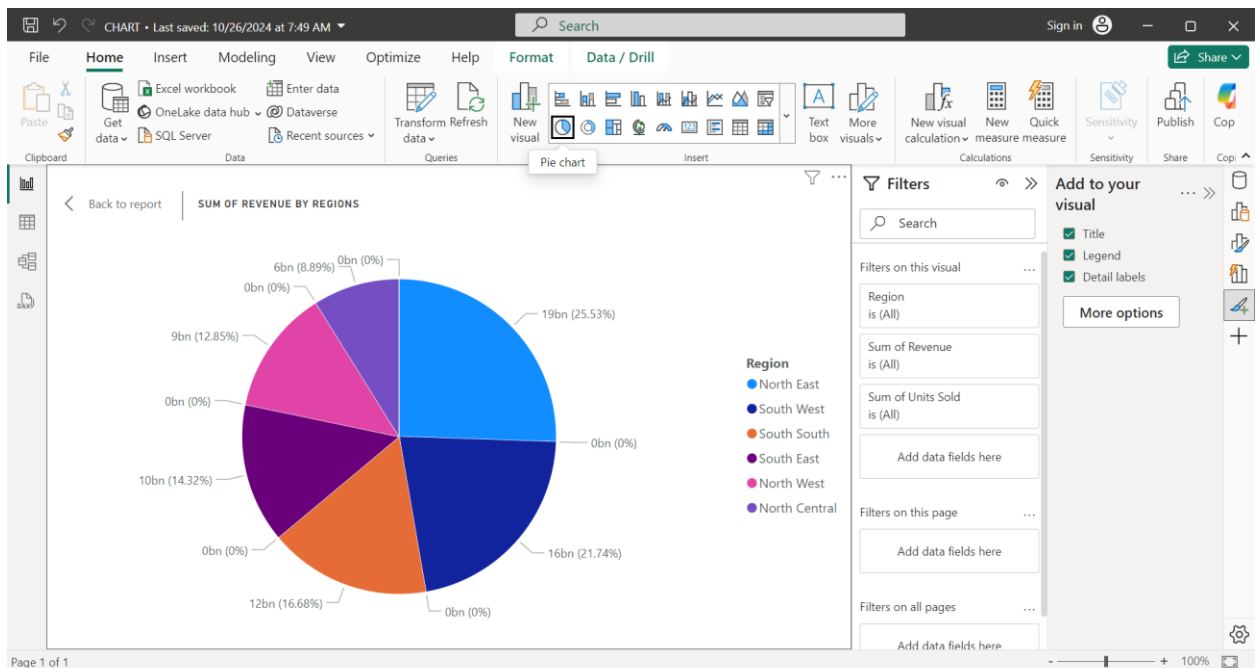 CHART • Last saved: 10/26/2024 at 7:49 AM
Search
Sign in
File Home Insert Modeling View Optimize Help Format Data / Drill
Share
Paste
Clipboard
Get data
Excel workbook
OneLake data hub
SQL Server
Enter data
Dataverse
Recent sources
Data
Transform data
Refresh
Queries
New visual
Text box
More visuals
Insert
New visual calculation
New measure
Quick measure
Calculations
Sensitivity
Sensitivity
Publish
Share
Cop
Copi
Pie chart
Back to report
SUM OF REVENUE BY REGIONS
0bn (0%)
6bn (8.89%)
0bn (0%)
19bn (25.53%)
9bn (12.85%)
0bn (0%)
0bn (0%)
10bn (14.32%)
0bn (0%)
16bn (21.74%)
12bn (16.68%)
0bn (0%)
Region
North East
South West
South South
South East
North West
North Central
Filters
Search
Filters on this visual
Region
is (All)
Sum of Revenue
is (All)
Sum of Units Sold
is (All)
Add data fields here
Filters on this page
Add data fields here
Filters on all pages
Add data fields here
Add to your visual
Title
Legend
Detail labels
More options
DAX
Page 1 of 1
100%